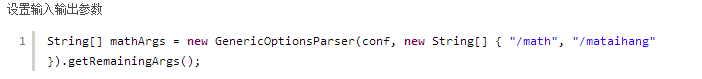 设置输入输出参数
1 String[] mathArgs = new GenericOptionsParser(conf, new String[] { "/math", "/mataihang"
}).getRemainingArgs();